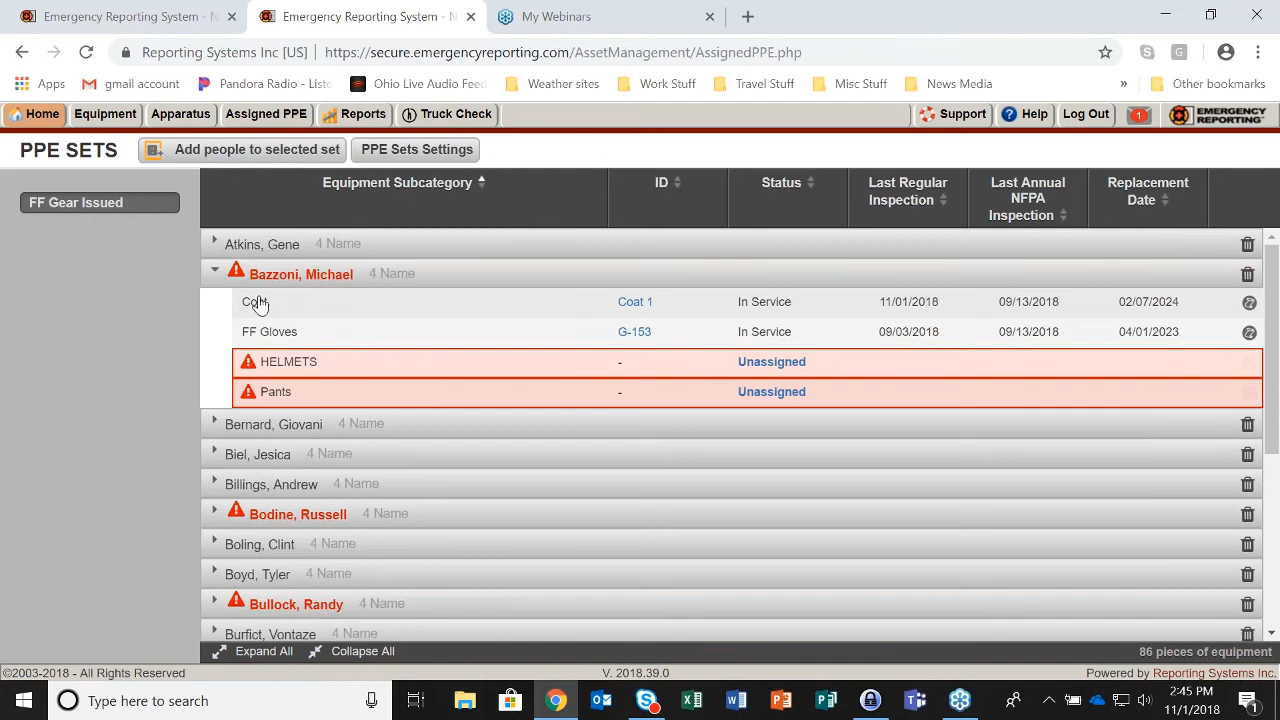 Emergency Reporting System - N
Emergency Reporting System - N
My Webinars
Reporting Systems Inc [US] | https://secure.emergencyreporting.com/AssetManagement/AssignedPPE.php
Apps
gmail account
Pandora Radio - Liste
Ohio Live Audio Feed
Weather sites
Work Stuff
Travel Stuff
Misc Stuff
News Media
»
Other bookmarks
Home
Equipment
Apparatus
Assigned PPE
Reports
Truck Check
Support
Help
Log Out
1
EMERGENCY REPORTING
PPE SETS
Add people to selected set
PPE Sets Settings
FF Gear Issued
Equipment Subcategory
ID
Status
Last Regular Inspection
Last Annual NFPA Inspection
Replacement Date
Atkins, Gene 4 Name
Bazzoni, Michael 4 Name
Coat Coat 1 In Service 11/01/2018 09/13/2018 02/07/2024
FF Gloves G-153 In Service 09/03/2018 09/13/2018 04/01/2023
HELMETS - Unassigned
Pants - Unassigned
Bernard, Giovani 4 Name
Biel, Jesica 4 Name
Billings, Andrew 4 Name
Bodine, Russell 4 Name
Boling, Clint 4 Name
Boyd, Tyler 4 Name
Bullock, Randy 4 Name
Burfict, Vontaze 4 Name
Expand All
Collapse All
86 pieces of equipment
©2003-2018 - All Rights Reserved
V. 2018.39.0
Powered by Reporting Systems Inc.
Type here to search
2:45 PM
11/1/2018
1